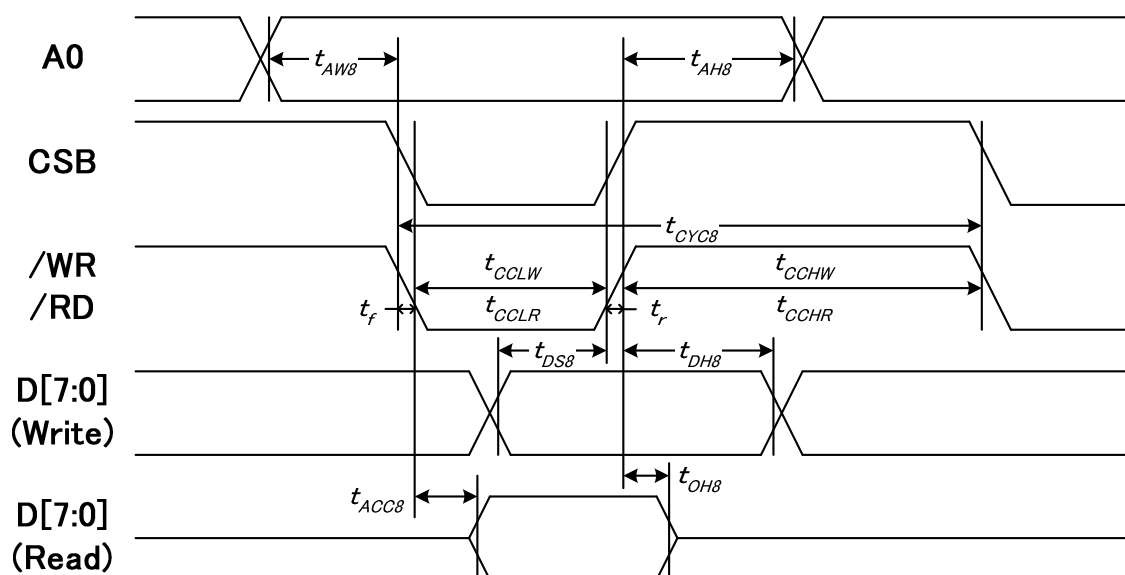 A0
tAW8
tAH8
CSB
tCYC8
/WR
/RD
tCCLW
tCCHW
tf
tCCLR
tr
tCCHR
tDS8
tDH8
D[7:0]
(Write)
tACC8
tOH8
D[7:0]
(Read)